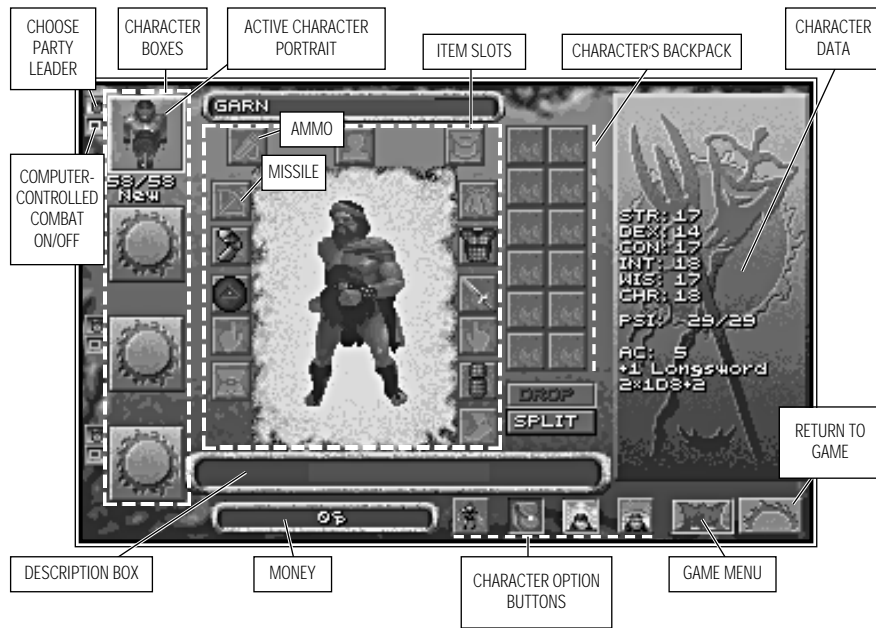 CHOOSE
PARTY
LEADER
CHARACTER
BOXES
ACTIVE CHARACTER
PORTRAIT
ITEM SLOTS
CHARACTER'S BACKPACK
CHARACTER
DATA
GARN
AMMO
MISSILE
COMPUTER-
CONTROLLED
COMBAT
ON/OFF
58/58
New
STR: 17
DEX: 14
CON: 17
INT: 18
WIS: 17
CHR: 18
PSI: 29/29
AC: 5
+1 Longsword
2×1D8+2
DROP
SPLIT
RETURN TO
GAME
DESCRIPTION BOX
MONEY
CHARACTER OPTION
BUTTONS
GAME MENU